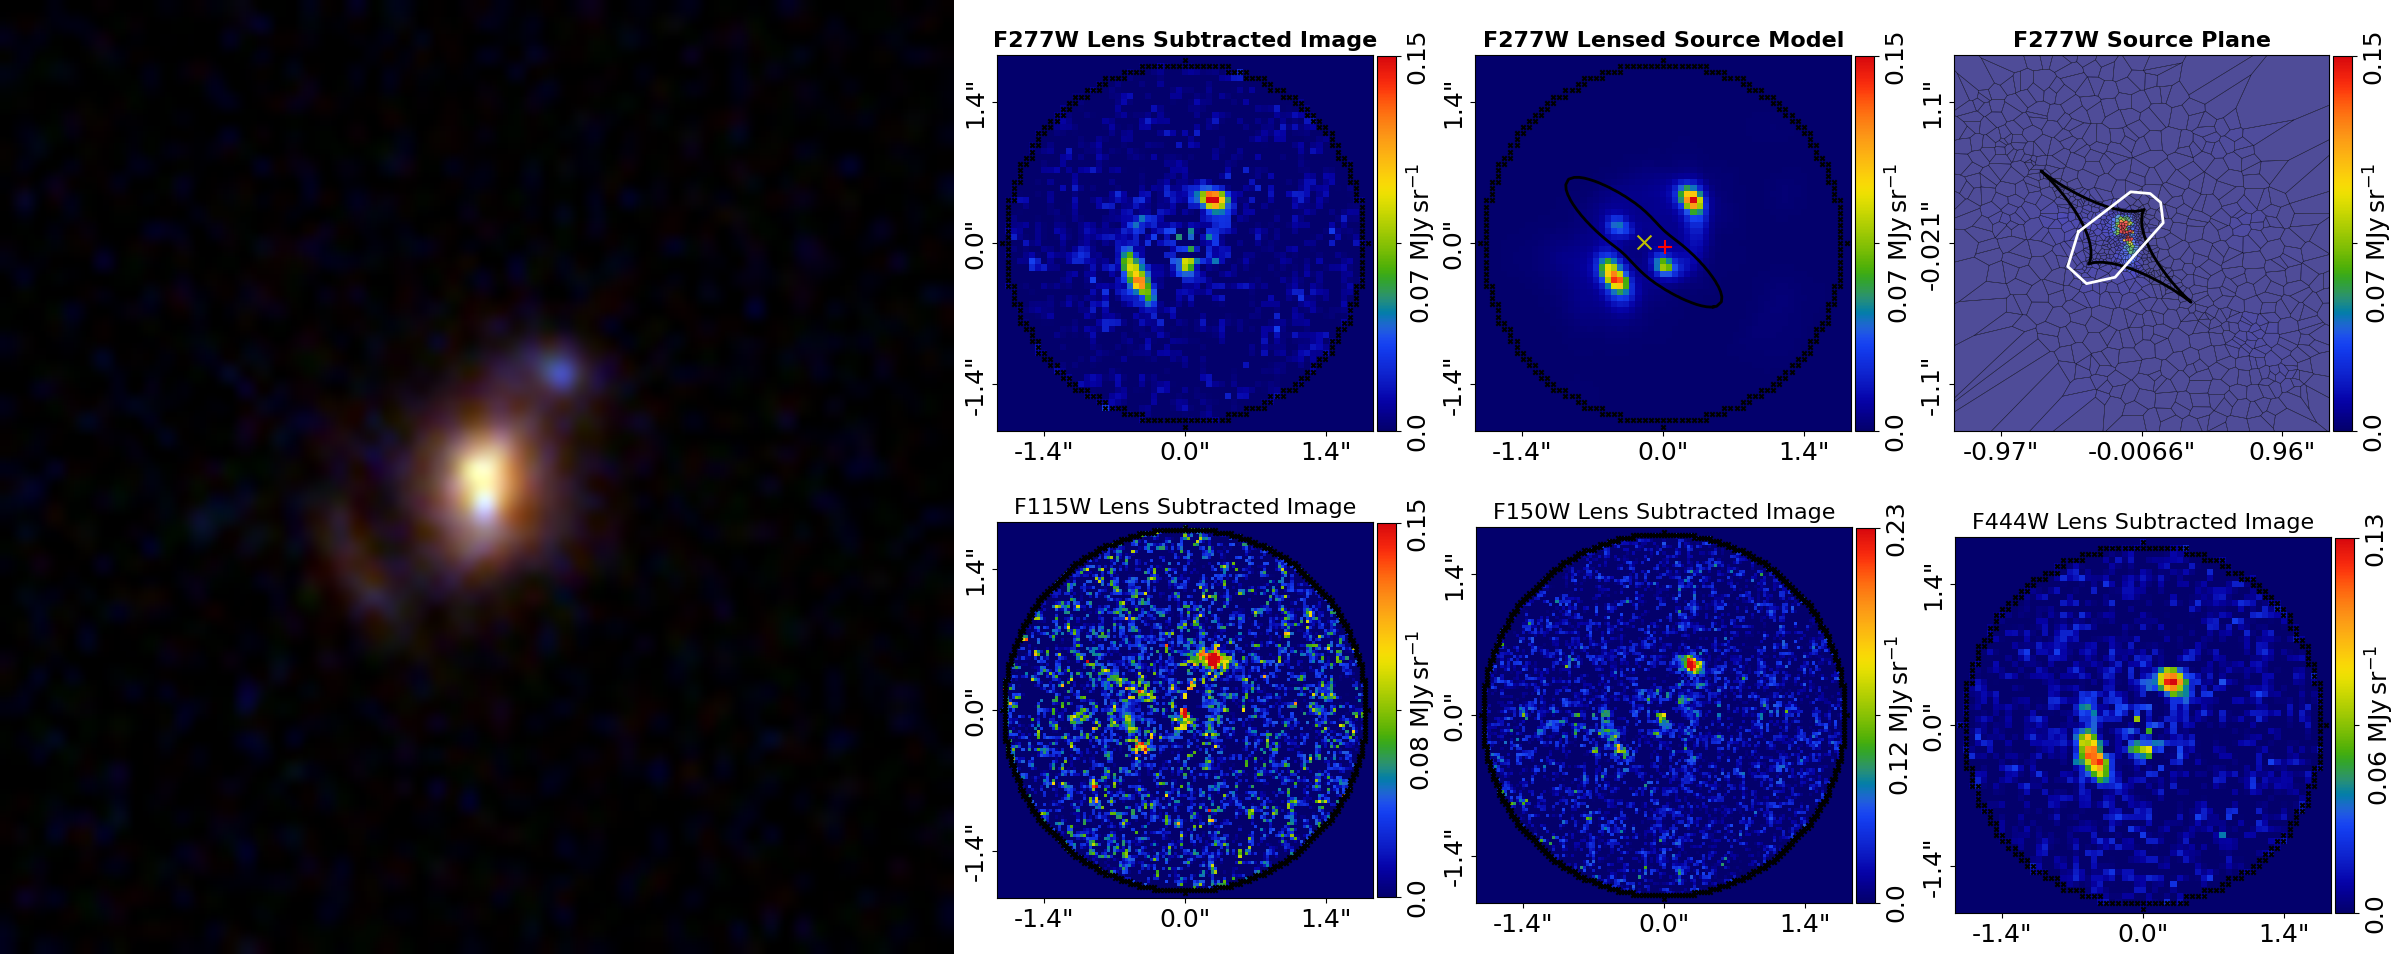 F277W Lens Subtracted Image
1.4"
0.0"
-1.4"
-1.4" 0.0" 1.4"
0.15
0.07 MJy sr⁻¹
0.0
F277W Lensed Source Model
1.4"
0.0"
-1.4"
-1.4" 0.0" 1.4"
0.15
0.07 MJy sr⁻¹
0.0
F277W Source Plane
1.1"
-0.021"
-1.1"
-0.97" -0.0066" 0.96"
0.15
0.07 MJy sr⁻¹
0.0
F115W Lens Subtracted Image
1.4"
0.0"
-1.4"
-1.4" 0.0" 1.4"
0.15
0.08 MJy sr⁻¹
0.0
F150W Lens Subtracted Image
1.4"
0.0"
-1.4"
-1.4" 0.0" 1.4"
0.23
0.12 MJy sr⁻¹
0.0
F444W Lens Subtracted Image
1.4"
0.0"
-1.4"
-1.4" 0.0" 1.4"
0.13
0.06 MJy sr⁻¹
0.0